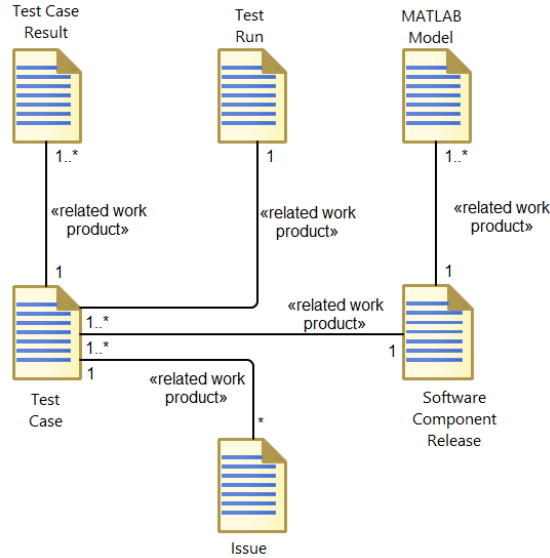 Test Case
Result
Test
Run
MATLAB
Model
1..*
1
1..*
«related work
product»
«related work
product»
«related work
product»
1
1
1..*
«related work
product»
1..*
1
1
«related work
product»
Test
Case
*
Software
Component
Release
Issue